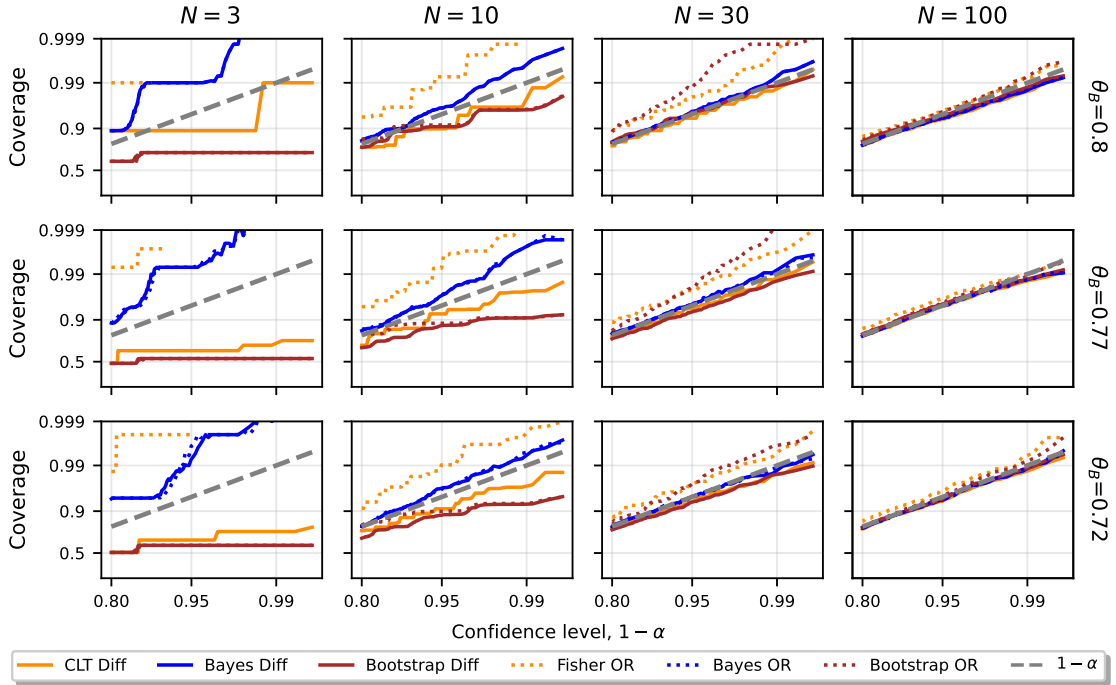 N = 3 N = 10 N = 30 N = 100
0.999
0.99
0.9
0.5
Coverage
θB=0.8
0.999
0.99
0.9
0.5
Coverage
θB=0.77
0.999
0.99
0.9
0.5
Coverage
θB=0.72
0.80 0.95 0.99 0.80 0.95 0.99 0.80 0.95 0.99 0.80 0.95 0.99
Confidence level, 1 − α
CLT Diff Bayes Diff Bootstrap Diff Fisher OR Bayes OR Bootstrap OR 1 − α